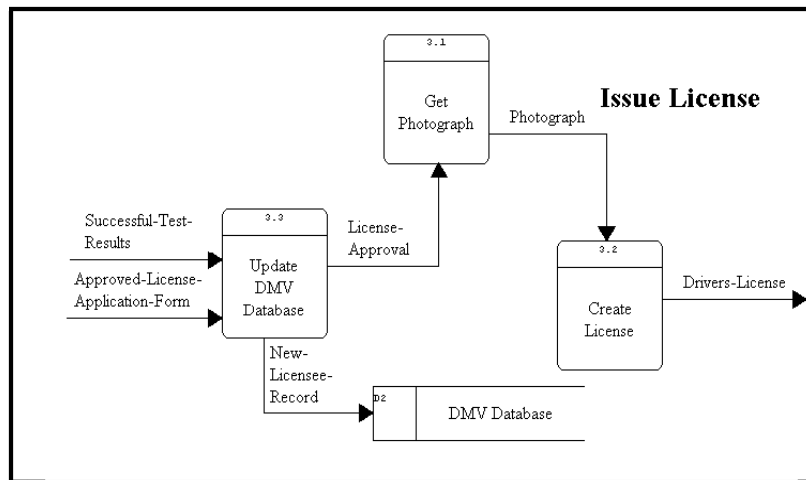 3.1
Get
Photograph
Issue License
Photograph
Successful-Test-
Results
3.3
Update
DMV
Database
License-
Approval
3.2
Create
License
Drivers-License
Approved-License-
Application-Form
New-
Licensee-
Record
D2
DMV Database